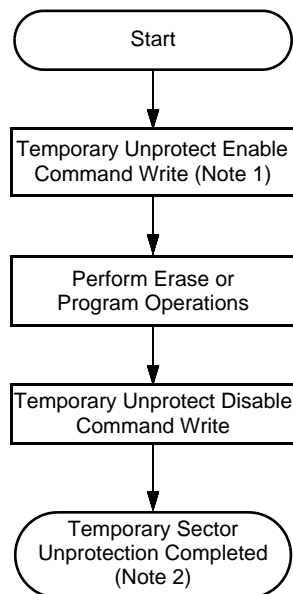 Start
Temporary Unprotect Enable
Command Write (Note 1)
Perform Erase or
Program Operations
Temporary Unprotect Disable
Command Write
Temporary Sector
Unprotection Completed
(Note 2)